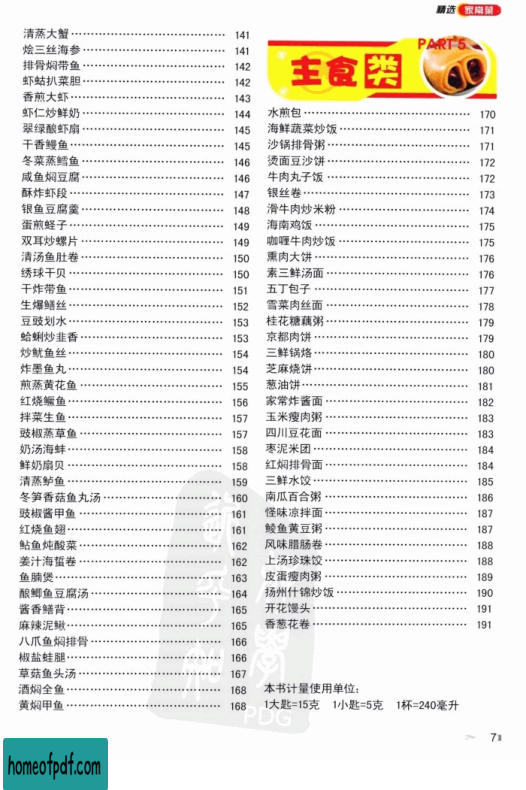 精选 家常菜
清蒸大蟹 141
烩三丝海参 141
排骨焖带鱼 142
虾蛄扒菜胆 142
香煎大虾 143
虾仁炒鲜奶 144
翠绿酸虾扇 145
干香鳗鱼 145
冬菜蒸鳕鱼 146
咸鱼焖豆腐 146
酥炸虾段 147
银鱼豆腐羹 148
蛋煎蛏子 149
双耳炒螺片 149
清汤鱼肚卷 150
绣球干贝 150
干炸带鱼 151
生爆鳝丝 152
豆豉划水 153
蛤蜊炒韭香 153
炒鱿鱼丝 154
炸墨鱼丸 154
煎蒸黄花鱼 155
红烧鳜鱼 156
拌菜生鱼 157
豉椒蒸草鱼 157
奶汤海蚌 158
鲜奶扇贝 158
清蒸鲈鱼 159
冬笋香菇鱼丸汤 160
豉椒酱甲鱼 161
红烧鱼翅 161
鲇鱼炖酸菜 162
姜汁海蜇卷 162
鱼腩煲 163
酸鲫鱼豆腐汤 164
酱香鳝背 165
麻辣泥鳅 165
八爪鱼焖排骨 166
椒盐蛙腿 166
草菇鱼头汤 167
酒焖全鱼 168
黄焖甲鱼 168
PART 5
主食类
水煎包 170
海鲜蔬菜炒饭 171
沙锅排骨粥 171
烫面豆沙饼 172
牛肉丸子饭 172
银丝卷 173
滑牛肉炒米粉 174
海南鸡饭 175
咖喱牛肉炒饭 175
熏肉大饼 176
素三鲜汤面 176
五丁包子 177
雪菜肉丝面 178
桂花糖藕粥 179
京都肉饼 179
三鲜锅烙 180
芝麻烧饼 180
葱油饼 181
家常炸酱面 182
玉米瘦肉粥 183
四川豆花面 183
枣泥米团 184
红焖排骨面 184
三鲜水饺 185
南瓜百合粥 186
怪味凉拌面 187
鲮鱼黄豆粥 187
风味腊肠卷 188
上汤珍珠饺 188
皮蛋瘦肉粥 189
扬州什锦炒饭 190
开花馒头 191
香葱花卷 191
本书计量使用单位:
1大匙=15克 1小匙=5克 1杯=240毫升
PDG
7
homeofpdf.com